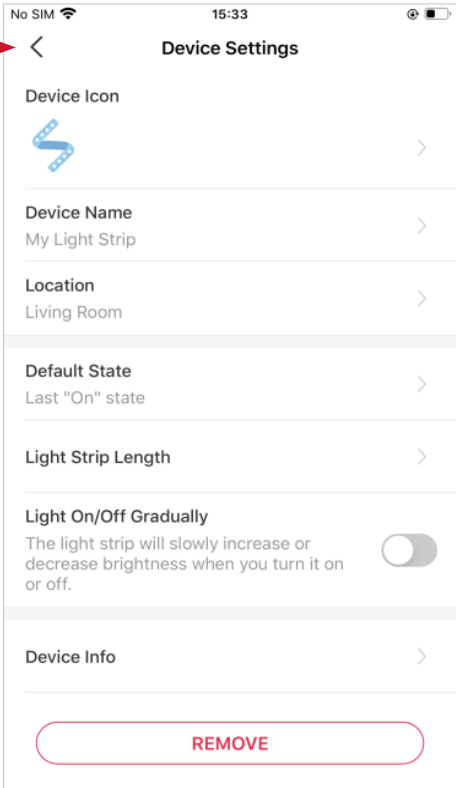 No SIM 15:33
Device Settings
Device Icon
Device Name
My Light Strip
Location
Living Room
Default State
Last "On" state
Light Strip Length
Light On/Off Gradually
The light strip will slowly increase or
decrease brightness when you turn it on
or off.
Device Info
REMOVE